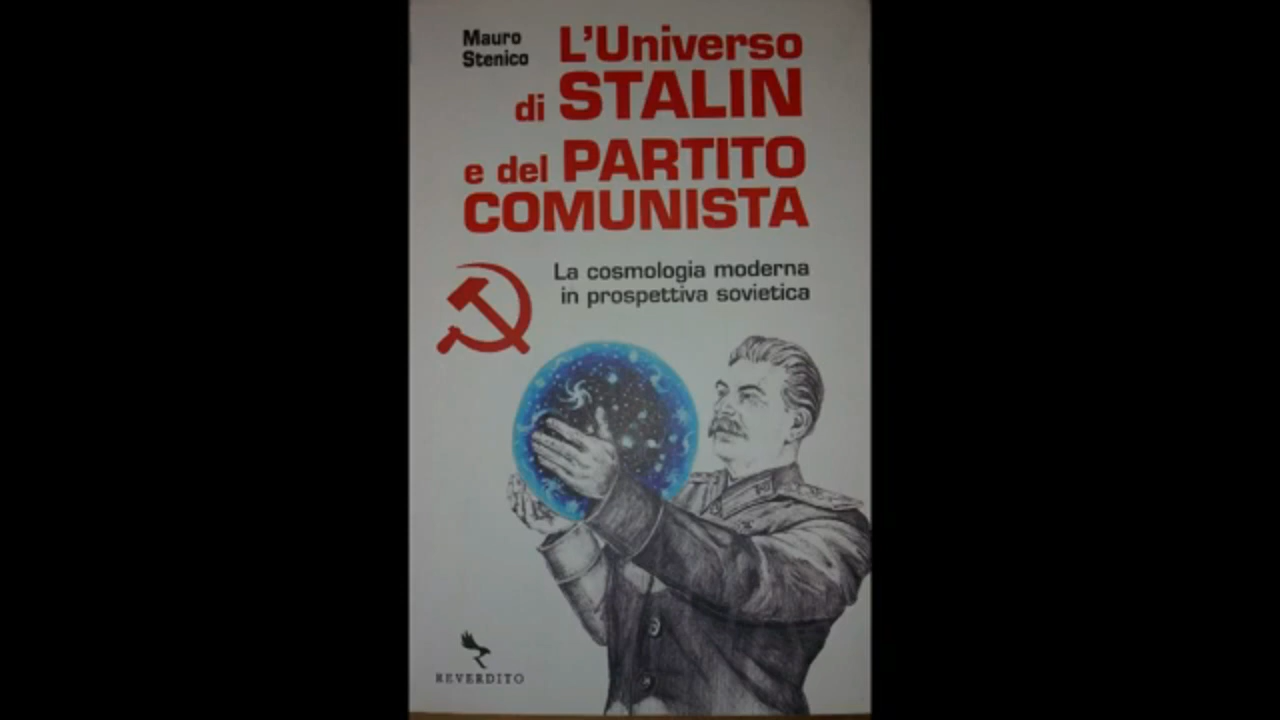 Mauro
Stenico
L'Universo
di STALIN
e del PARTITO
COMUNISTA
La cosmologia moderna
in prospettiva sovietica
REVERDITO